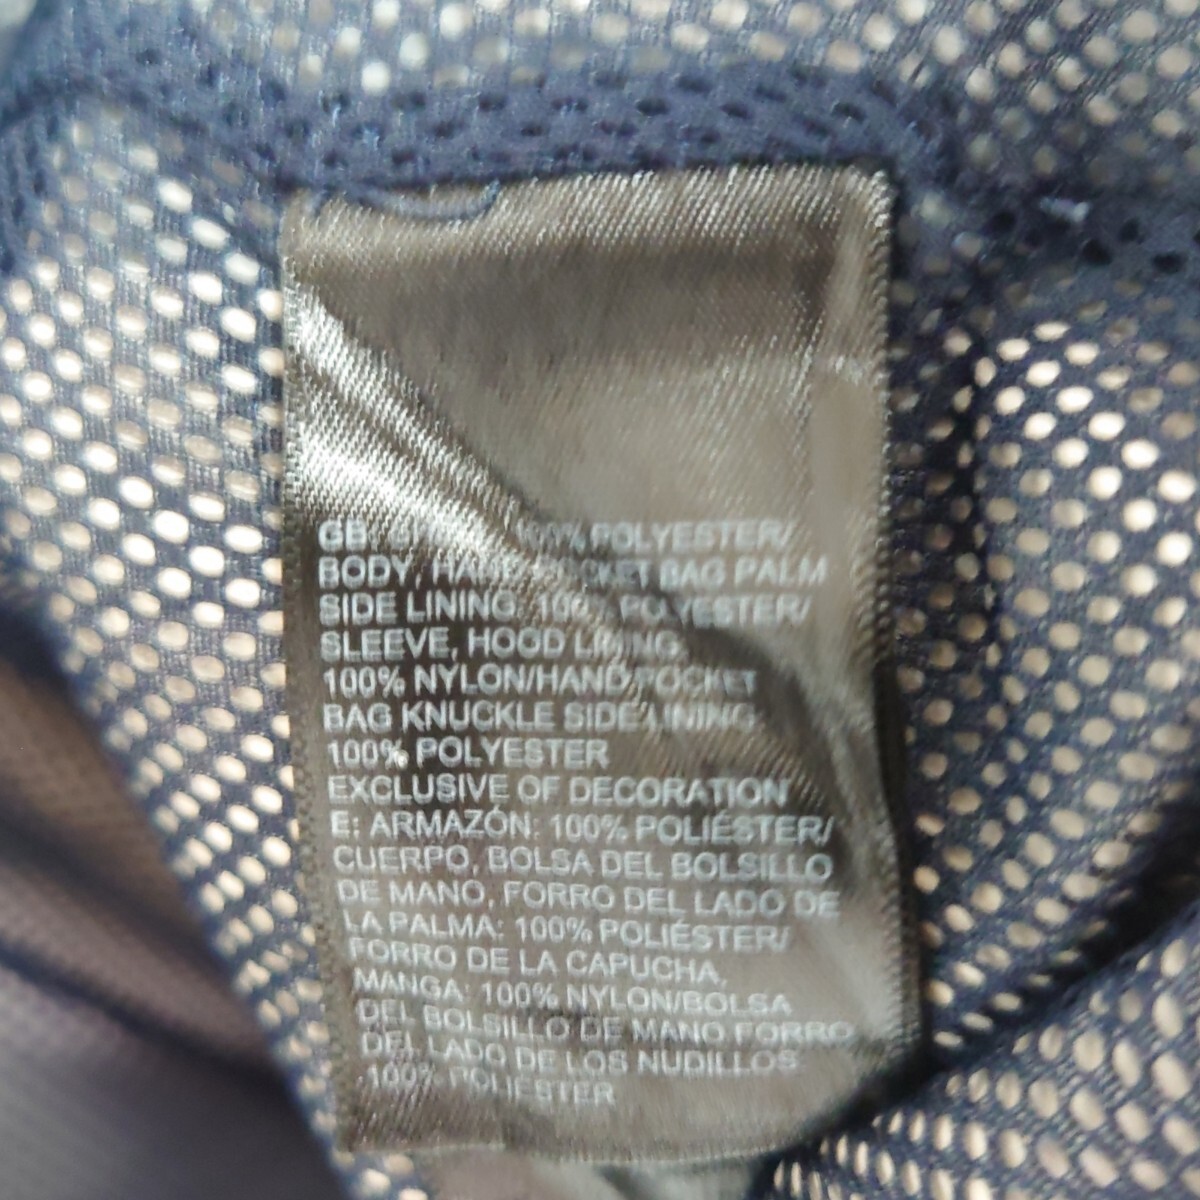 GB: 100% POLYESTER/
BODY, HAND POCKET BAG PALM
SIDE LINING: 100% POLYESTER/
SLEEVE, HOOD LINING:
100% NYLON/HAND POCKET
BAG KNUCKLE SIDE LINING:
100% POLYESTER
EXCLUSIVE OF DECORATION
E: ARMAZÓN: 100% POLIÉSTER/
CUERPO, BOLSA DEL BOLSILLO
DE MANO, FORRO DEL LADO DE
LA PALMA: 100% POLIÉSTER/
FORRO DE LA CAPUCHA,
MANGA: 100% NYLON/BOLSA
DEL BOLSILLO DE MANO FORRO
DEL LADO DE LOS NUDILLOS
:100% POLIÉSTER